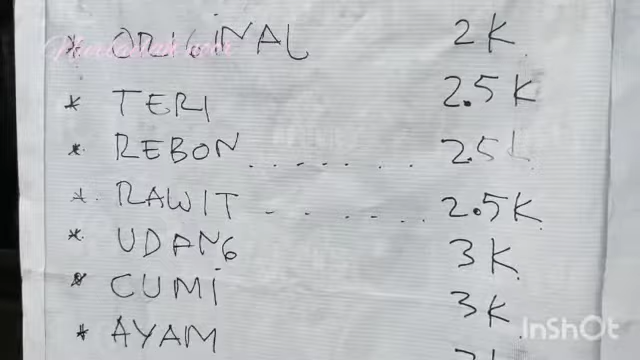 * ORIGINAL 2K
* TERI 2.5K
* REBON ......... 2.5K
* RAWIT ......... 2.5K
* UDANG 3K
* CUMI 3K
* AYAM
InShOt